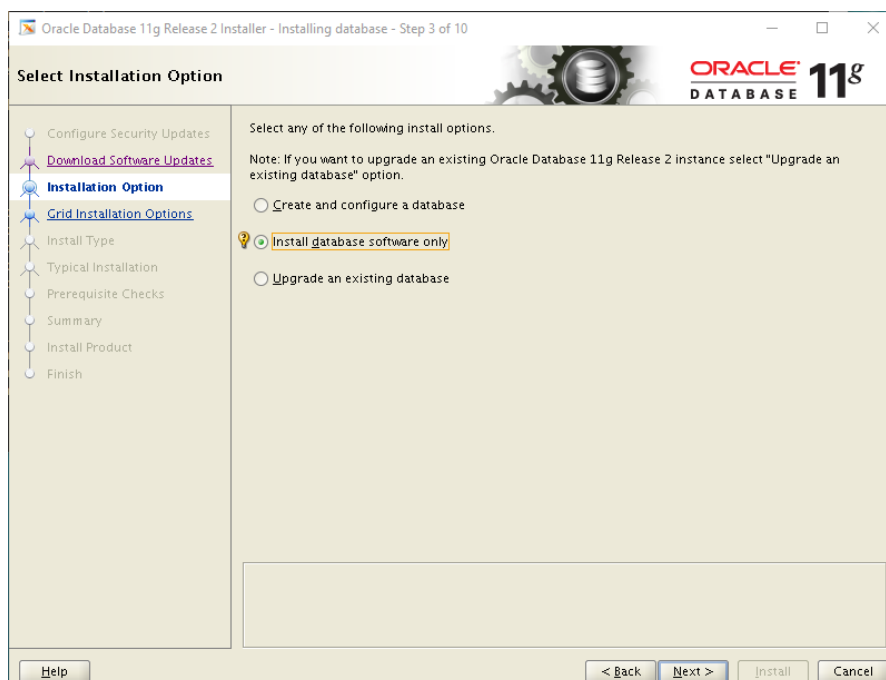 Oracle Database 11g Release 2 Installer - Installing database - Step 3 of 10
Select Installation Option
ORACLE
DATABASE
11g
Configure Security Updates
Download Software Updates
Installation Option
Grid Installation Options
Install Type
Typical Installation
Prerequisite Checks
Summary
Install Product
Finish
Select any of the following install options.
Note: If you want to upgrade an existing Oracle Database 11g Release 2 instance select "Upgrade an
existing database" option.
Create and configure a database
Install database software only
Upgrade an existing database
Help
< Back
Next >
Install
Cancel